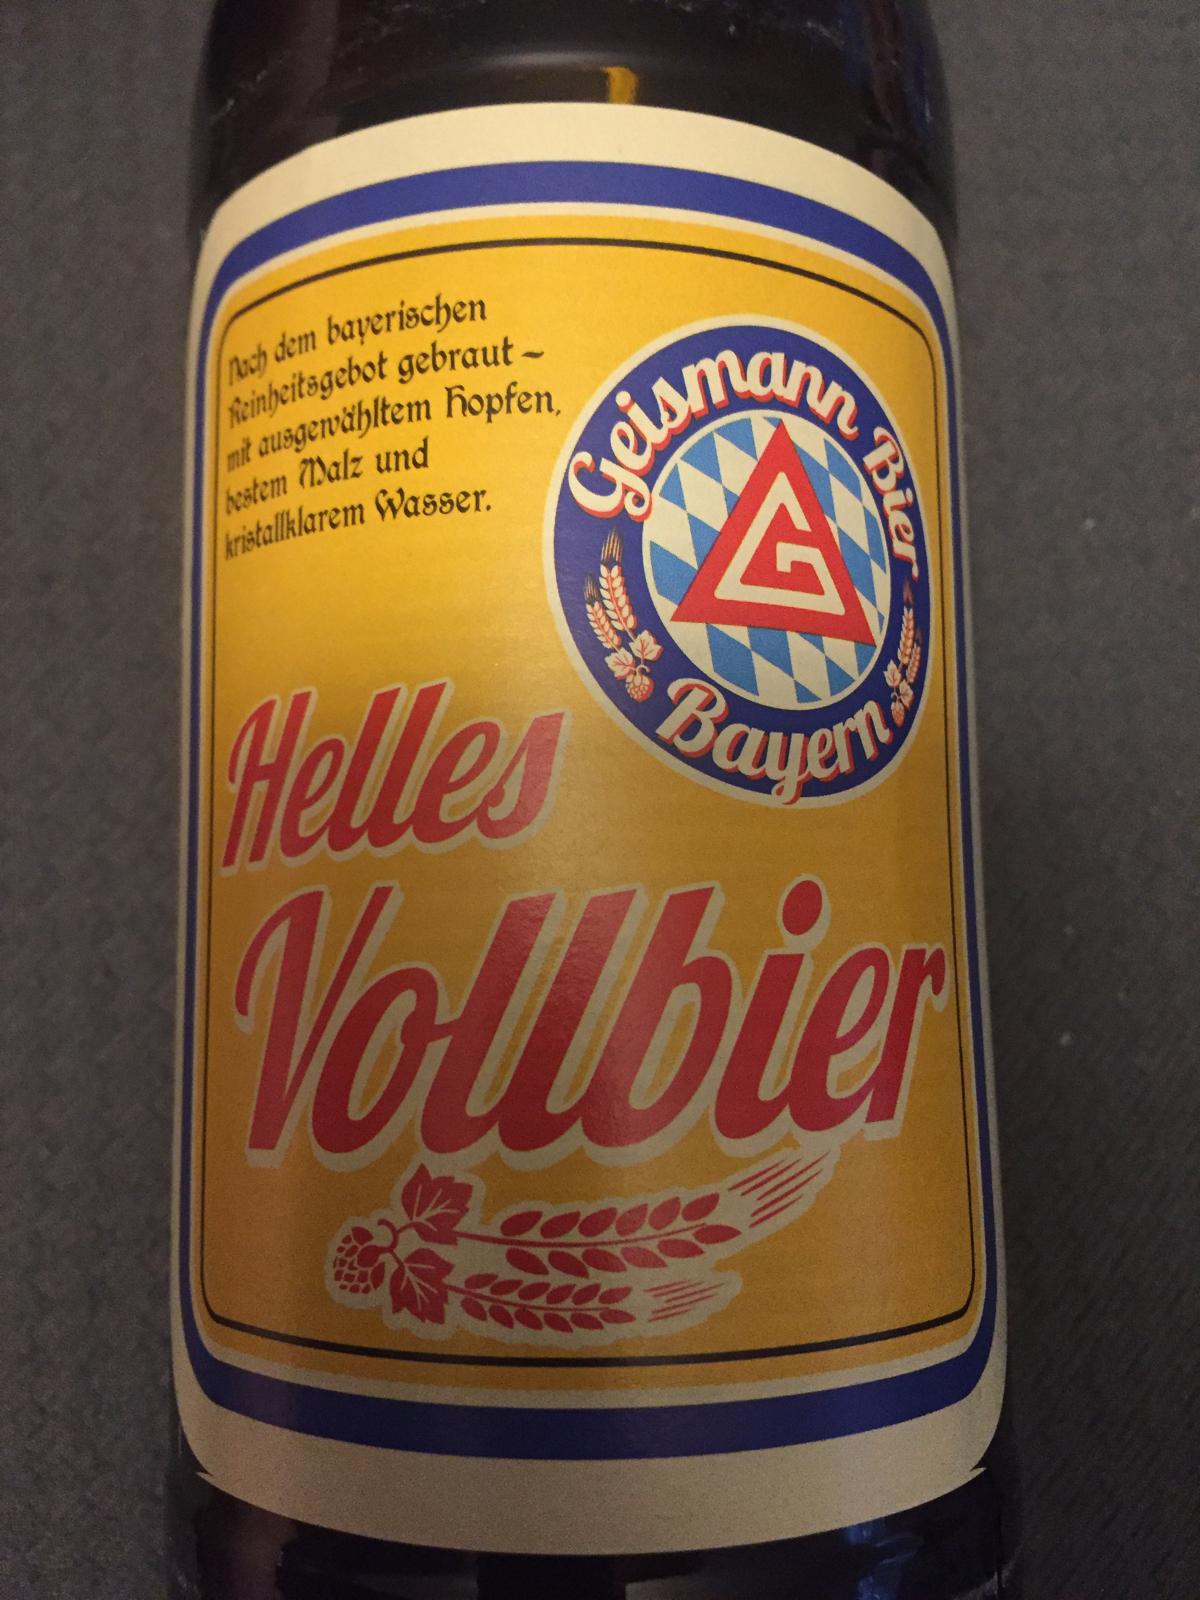 Nach dem bayerischen
Reinheitsgebot gebraut –
mit ausgewähltem Hopfen,
bestem Malz und
kristallklarem Wasser.
Geismann Bier
G
Bayern
Helles
Vollbier